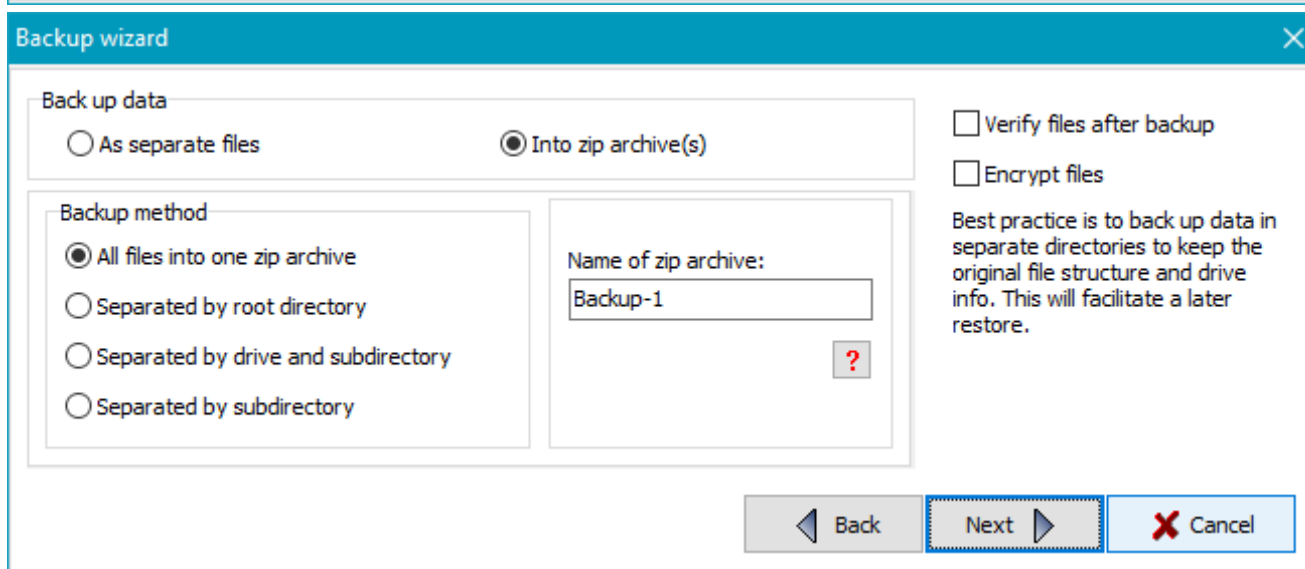 Backup wizard
Back up data
As separate files
Into zip archive(s)
Verify files after backup
Encrypt files
Backup method
All files into one zip archive
Separated by root directory
Separated by drive and subdirectory
Separated by subdirectory
Name of zip archive:
Backup-1
?
Best practice is to back up data in
separate directories to keep the
original file structure and drive
info. This will facilitate a later
restore.
Back
Next
Cancel